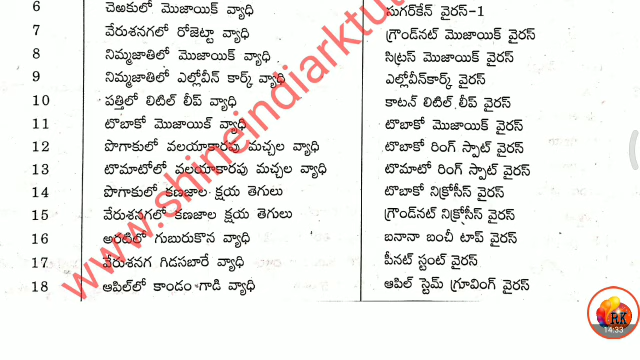 6 చెఱకులో మొజాయిక్ వ్యాధి సుగర్‌కేన్ వైరస్-1
7 వేరుశనగలో రోజెట్టా వ్యాధి గ్రౌండ్‌నట్ మొజాయిక్ వైరస్
8 నిమ్మజాతిలో మొజాయిక్ వ్యాధి సిట్రస్ మొజాయిక్ వైరస్
9 నిమ్మజాతిలో ఎల్లోవీన్ కార్క్ వ్యాధి ఎల్లోవీన్‌కార్క్ వైరస్
10 పత్తిలో లిటిల్ లీప్ వ్యాధి కాటన్ లిటిల్ లీప్ వైరస్
11 టొబాకో మొజాయిక్ వ్యాధి టొబాకో మొజాయిక్ వైరస్
12 పొగాకులో వలయాకారపు మచ్చల వ్యాధి టొబాకో రింగ్ స్పాట్ వైరస్
13 టొమాటోలో వలయాకారపు మచ్చల వ్యాధి టొమాటో రింగ్ స్పాట్ వైరస్
14 పొగాకులో కణజాల క్షయ తెగులు టొబాకో నిక్రోసీస్ వైరస్
15 వేరుశనగలో కణజాల క్షయ తెగులు గ్రౌండ్‌నట్ నిక్రోసీస్ వైరస్
16 అరటిలో గుబురుకొన వ్యాధి బనానా బంచీ టాప్ వైరస్
17 వేరుశనగ గిడసబారే వ్యాధి పీనట్ స్టంట్ వైరస్
18 ఆపిల్‌లో కాండం గాడి వ్యాధి ఆపిల్ స్టెమ్ గ్రూవింగ్ వైరస్
www.shineindiarktut
RK
14:33